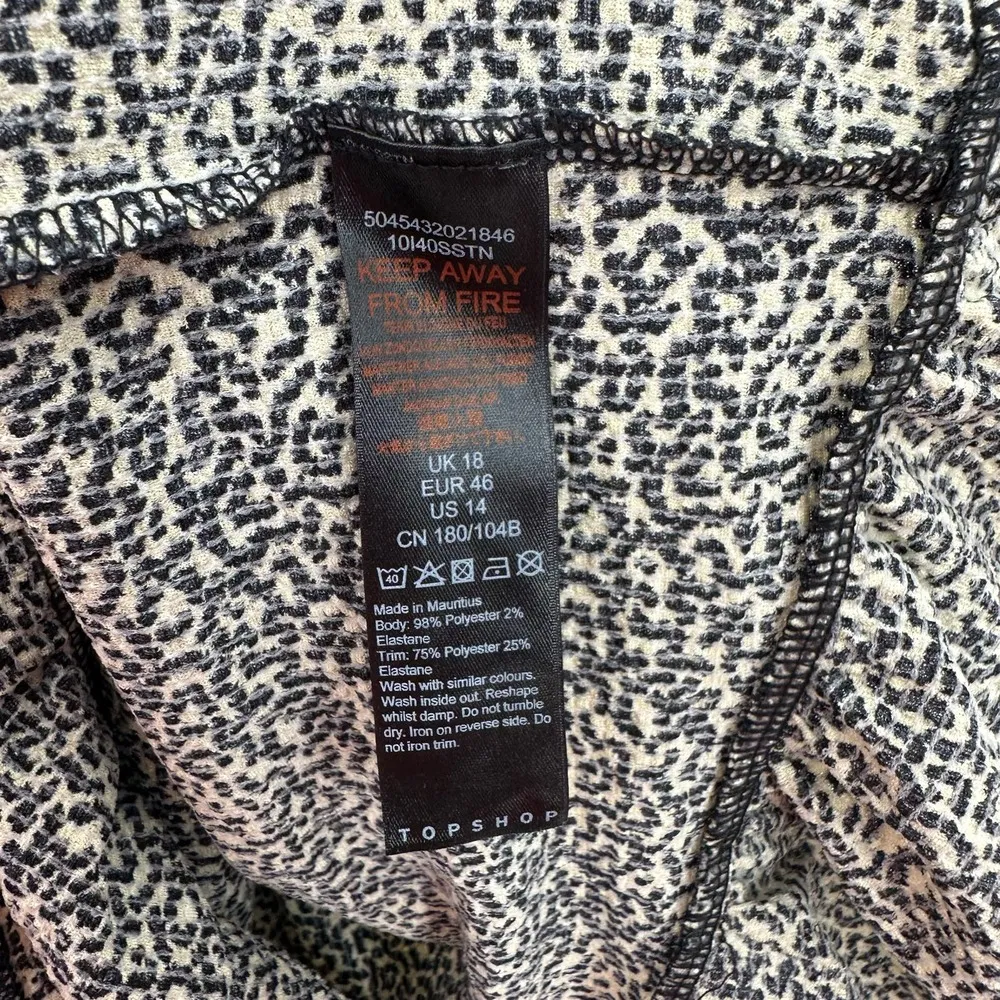 5045432021846
10I40SSTN
KEEP AWAY
FROM FIRE
UK 18
EUR 46
US 14
CN 180/104B
40
Made in Mauritius
Body: 98% Polyester 2%
Elastane
Trim: 75% Polyester 25%
Elastane
Wash with similar colours.
Wash inside out. Reshape
whilst damp. Do not tumble
dry. Iron on reverse side. Do
not iron trim.
TOPSHOP